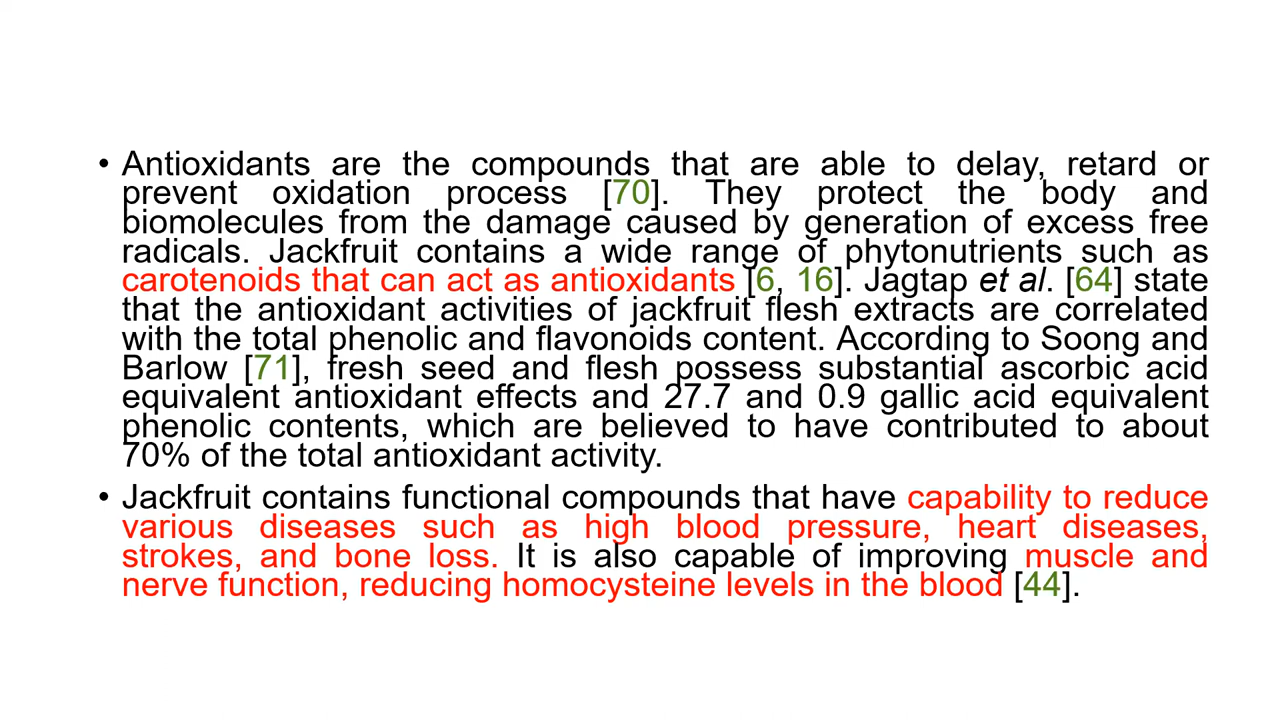 • Antioxidants are the compounds that are able to delay, retard or
prevent oxidation process [70]. They protect the body and
biomolecules from the damage caused by generation of excess free
radicals. Jackfruit contains a wide range of phytonutrients such as
carotenoids that can act as antioxidants [6, 16]. Jagtap et al. [64] state
that the antioxidant activities of jackfruit flesh extracts are correlated
with the total phenolic and flavonoids content. According to Soong and
Barlow [71], fresh seed and flesh possess substantial ascorbic acid
equivalent antioxidant effects and 27.7 and 0.9 gallic acid equivalent
phenolic contents, which are believed to have contributed to about
70% of the total antioxidant activity.
• Jackfruit contains functional compounds that have capability to reduce
various diseases such as high blood pressure, heart diseases,
strokes, and bone loss. It is also capable of improving muscle and
nerve function, reducing homocysteine levels in the blood [44].